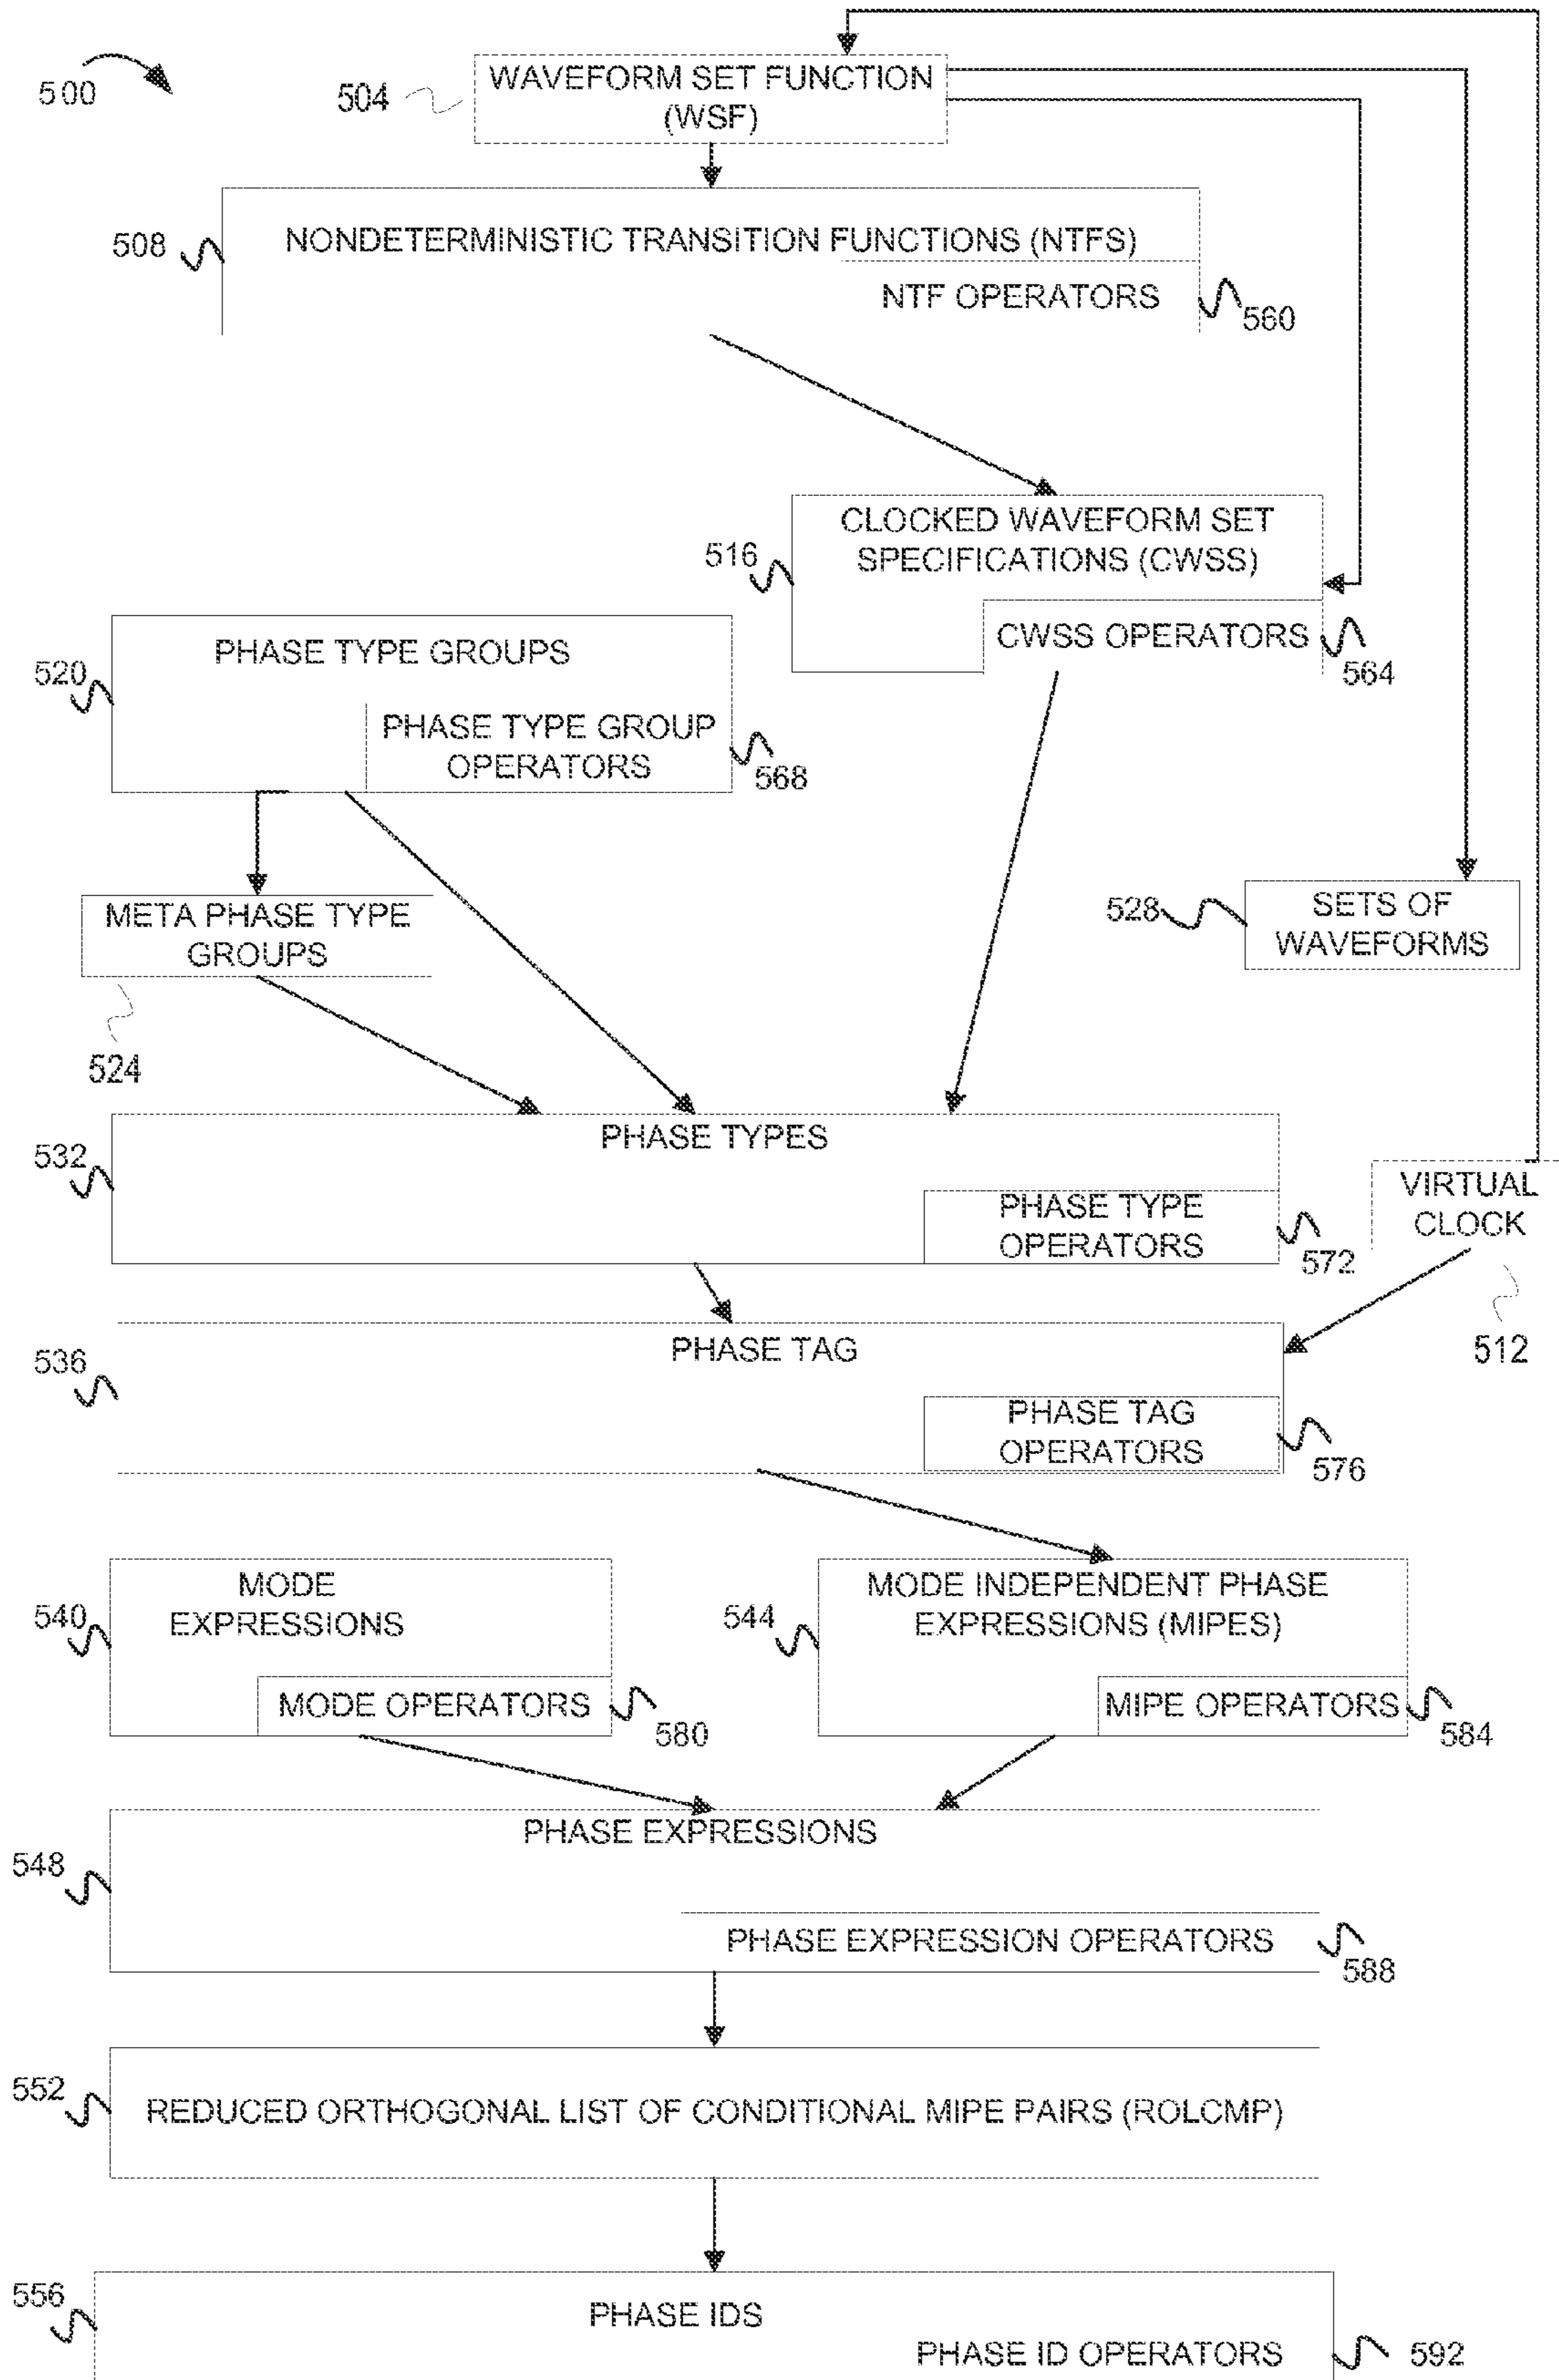 500
504
WAVEFORM SET FUNCTION
(WSF)
508
NONDETERMINISTIC TRANSITION FUNCTIONS (NTFS)
NTF OPERATORS
560
516
CLOCKED WAVEFORM SET
SPECIFICATIONS (CWSS)
CWSS OPERATORS
564
520
PHASE TYPE GROUPS
PHASE TYPE GROUP
OPERATORS
568
META PHASE TYPE
GROUPS
524
528
SETS OF
WAVEFORMS
532
PHASE TYPES
PHASE TYPE
OPERATORS
572
VIRTUAL
CLOCK
512
536
PHASE TAG
PHASE TAG
OPERATORS
576
540
MODE
EXPRESSIONS
MODE OPERATORS
580
544
MODE INDEPENDENT PHASE
EXPRESSIONS (MIPES)
MIPE OPERATORS
584
548
PHASE EXPRESSIONS
PHASE EXPRESSION OPERATORS
588
552
REDUCED ORTHOGONAL LIST OF CONDITIONAL MIPE PAIRS (ROLCMP)
556
PHASE IDS
PHASE ID OPERATORS
592